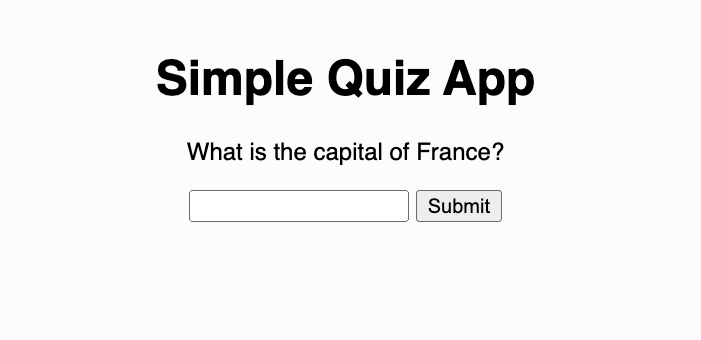 Simple Quiz App
What is the capital of France?
Submit